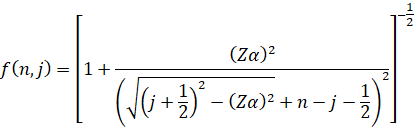 f(n,j) = [1 + (Zα)² / (√((j + 1/2)² − (Zα)²) + n − j − 1/2)²]^(−1/2)